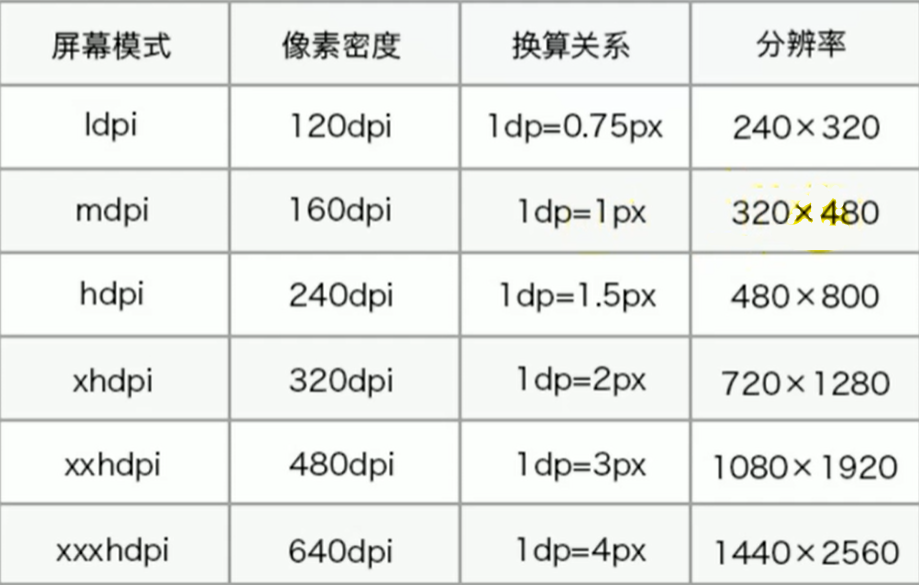 屏幕模式 像素密度 换算关系 分辨率
ldpi 120dpi 1dp=0.75px 240×320
mdpi 160dpi 1dp=1px 320×480
hdpi 240dpi 1dp=1.5px 480×800
xhdpi 320dpi 1dp=2px 720×1280
xxhdpi 480dpi 1dp=3px 1080×1920
xxxhdpi 640dpi 1dp=4px 1440×2560